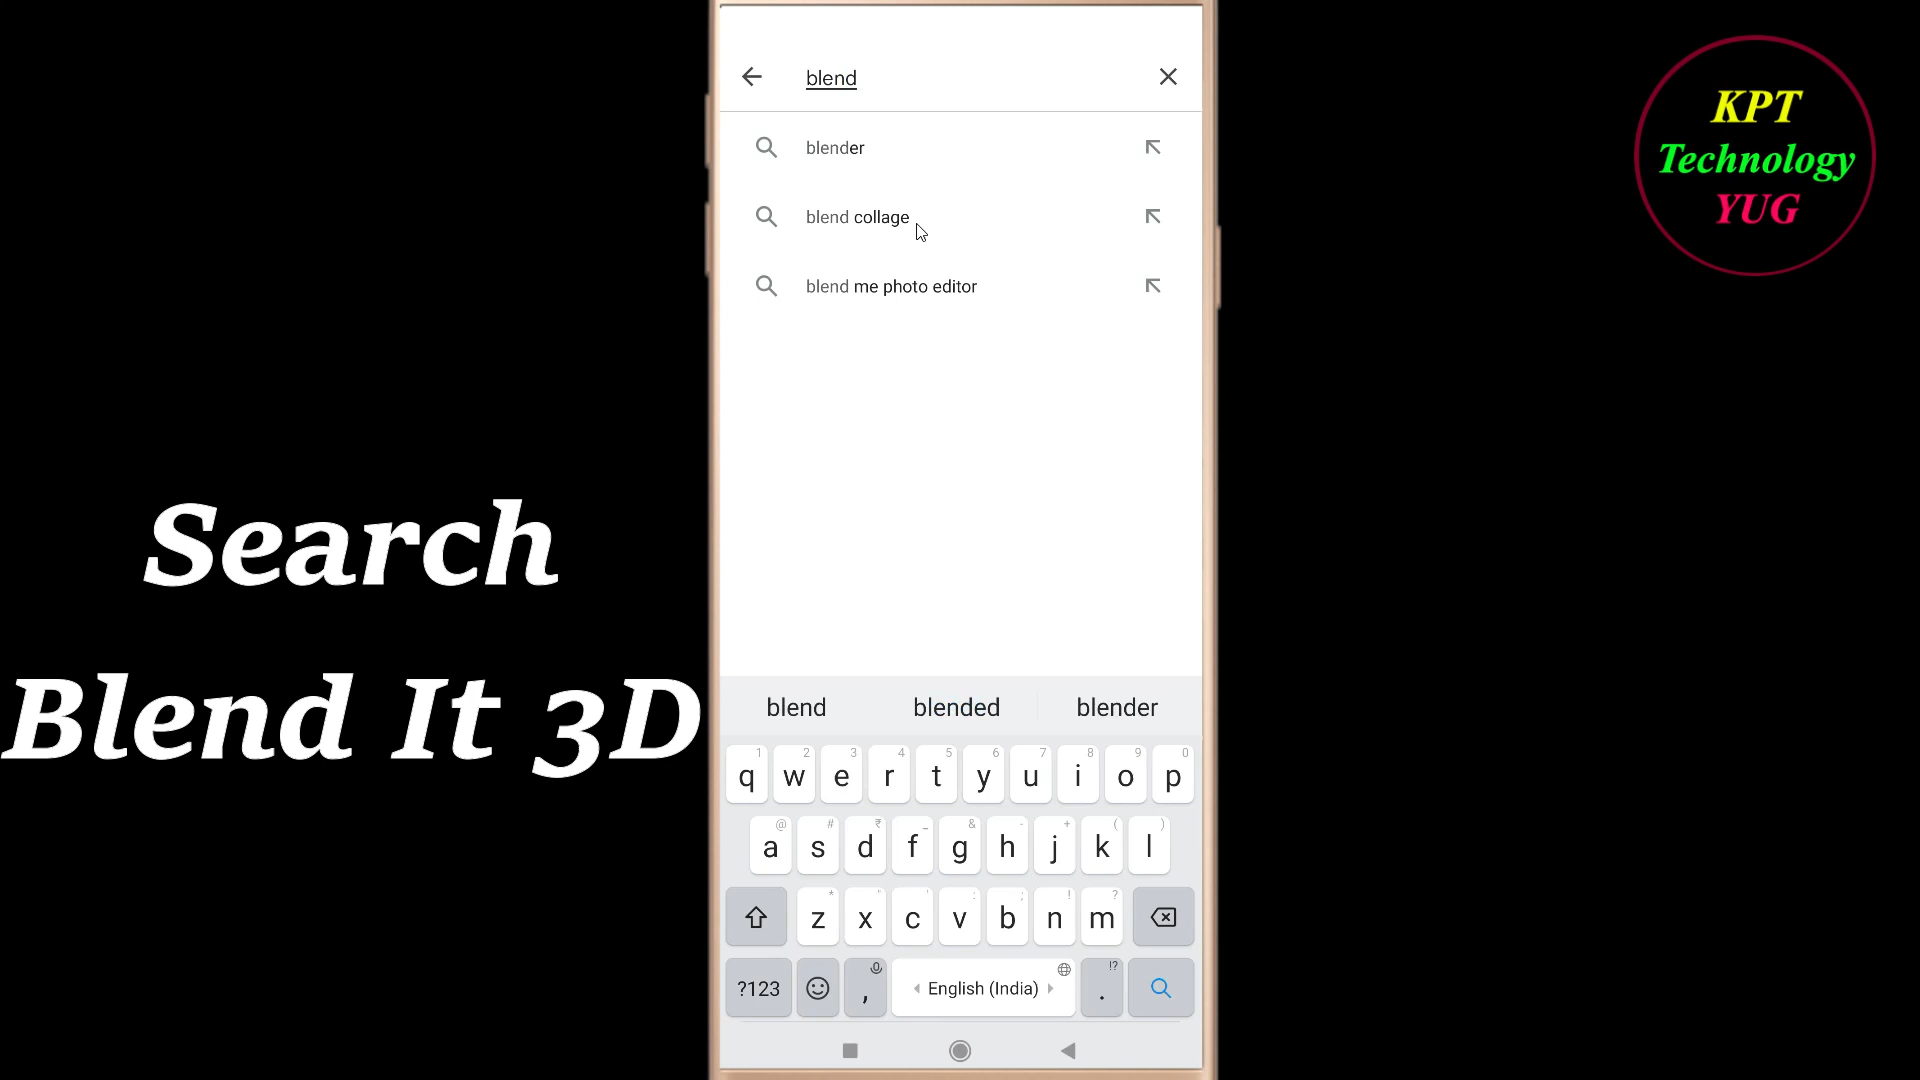 blend
blender
blend collage
blend me photo editor
KPT
Technology
YUG
Search
Blend It 3D
blend blended blender
1 2 3 4 5 6 7 8 9 0
q w e r t y u i o p
@ # ₹ _ & - + ( )
a s d f g h j k l
* " ' : ; ! ?
z x c v b n m
?123 , English (India) !? .